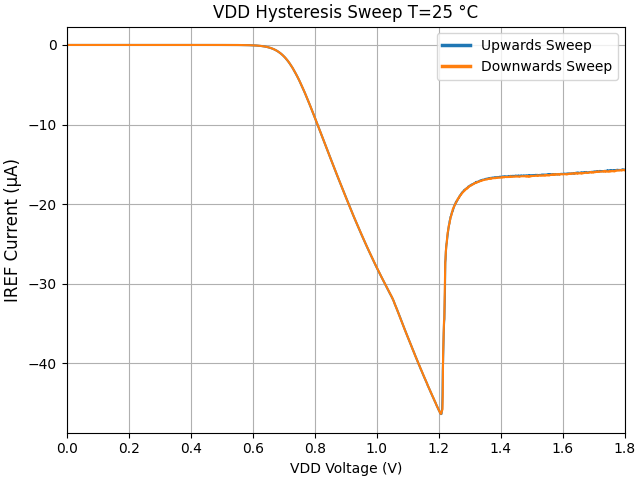 VDD Hysteresis Sweep T=25 °C
Upwards Sweep
Downwards Sweep
IREF Current (μA)
0
−10
−20
−30
−40
0.0 0.2 0.4 0.6 0.8 1.0 1.2 1.4 1.6 1.8
VDD Voltage (V)